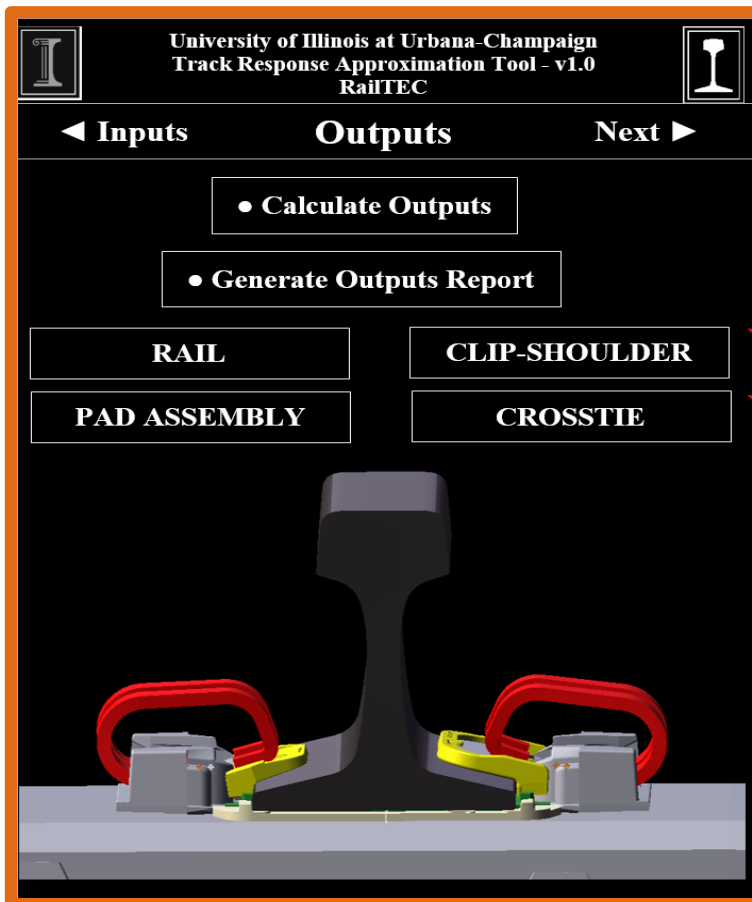 University of Illinois at Urbana-Champaign
Track Response Approximation Tool - v1.0
RailTEC
◄ Inputs
Outputs
Next ►
● Calculate Outputs
● Generate Outputs Report
RAIL
CLIP-SHOULDER
PAD ASSEMBLY
CROSSTIE